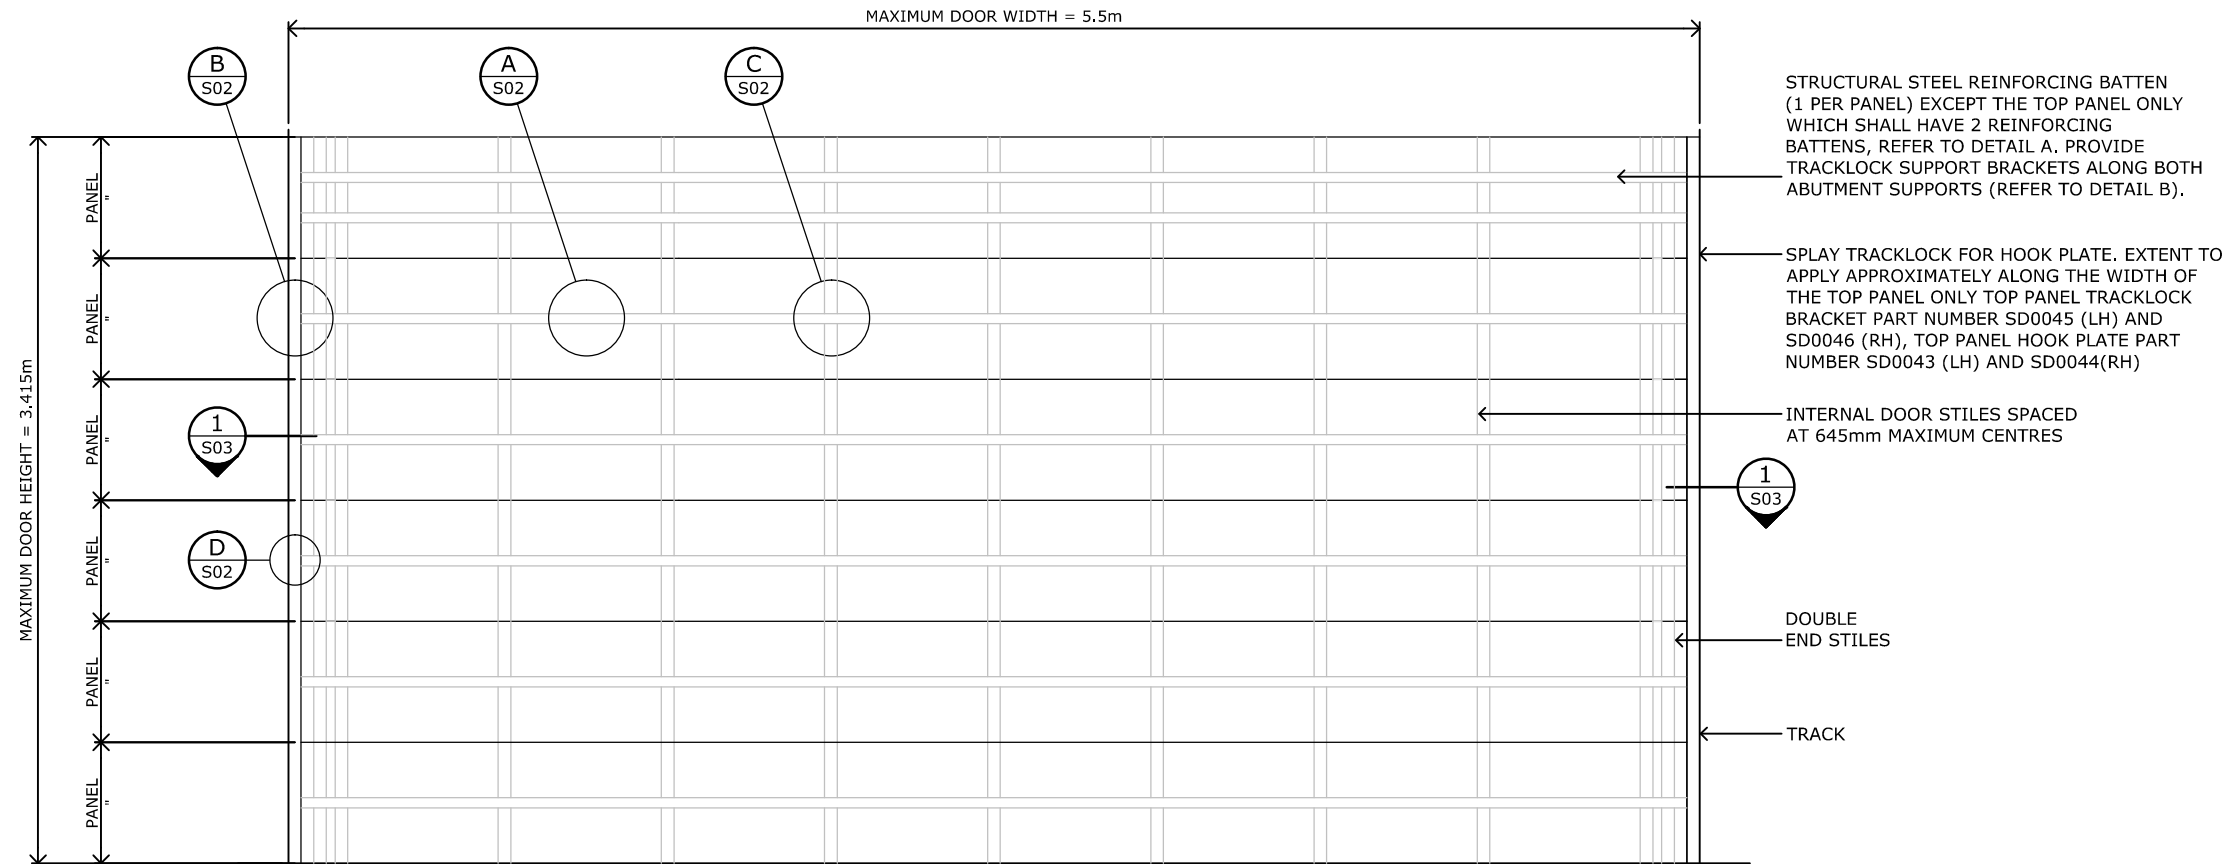 MAXIMUM DOOR WIDTH = 5.5m
B
S02
A
S02
C
S02
STRUCTURAL STEEL REINFORCING BATTEN
(1 PER PANEL) EXCEPT THE TOP PANEL ONLY
WHICH SHALL HAVE 2 REINFORCING
BATTENS, REFER TO DETAIL A. PROVIDE
TRACKLOCK SUPPORT BRACKETS ALONG BOTH
ABUTMENT SUPPORTS (REFER TO DETAIL B).
SPLAY TRACKLOCK FOR HOOK PLATE. EXTENT TO
APPLY APPROXIMATELY ALONG THE WIDTH OF
THE TOP PANEL ONLY TOP PANEL TRACKLOCK
BRACKET PART NUMBER SD0045 (LH) AND
SD0046 (RH), TOP PANEL HOOK PLATE PART
NUMBER SD0043 (LH) AND SD0044(RH)
INTERNAL DOOR STILES SPACED
AT 645mm MAXIMUM CENTRES
1
S03
DOUBLE
END STILES
TRACK
MAXIMUM DOOR HEIGHT = 3.415m
PANEL
"
PANEL
"
PANEL
"
PANEL
"
PANEL
"
PANEL
"
1
S03
D
S02